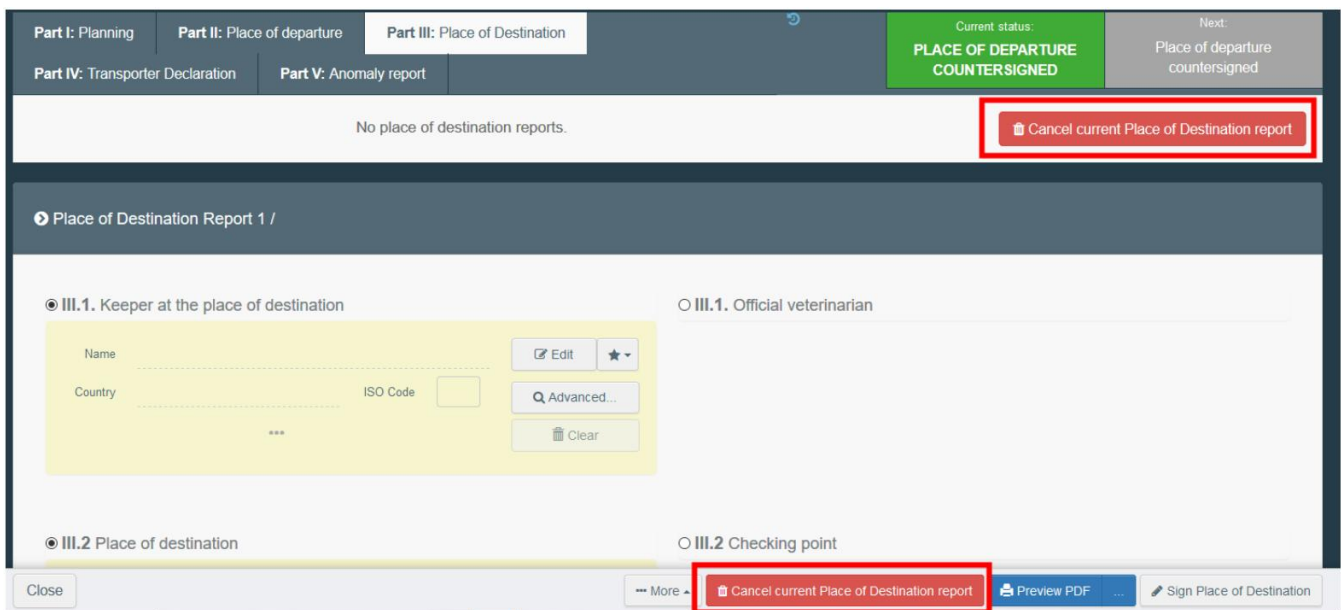 Part I: Planning
Part II: Place of departure
Part III: Place of Destination
Current status:
PLACE OF DEPARTURE
COUNTERSIGNED
Next:
Place of departure
countersigned
Part IV: Transporter Declaration
Part V: Anomaly report
No place of destination reports.
Cancel current Place of Destination report
Place of Destination Report 1 /
III.1. Keeper at the place of destination
III.1. Official veterinarian
Name
Edit
Country
ISO Code
Advanced...
Clear
III.2 Place of destination
III.2 Checking point
Close
More
Cancel current Place of Destination report
Preview PDF
...
Sign Place of Destination